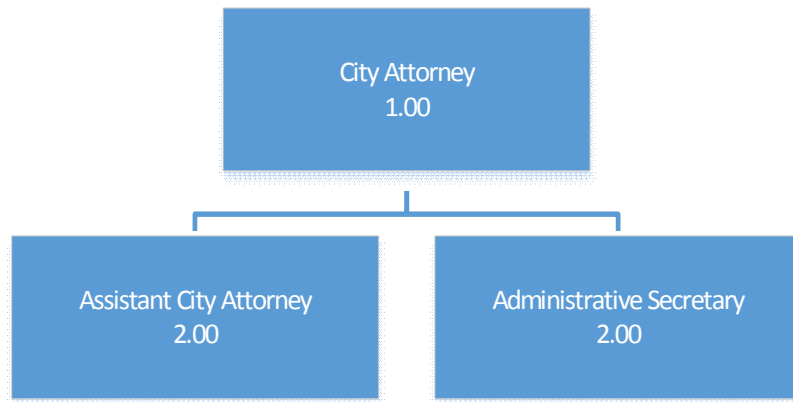 City Attorney
1.00
Assistant City Attorney
2.00
Administrative Secretary
2.00